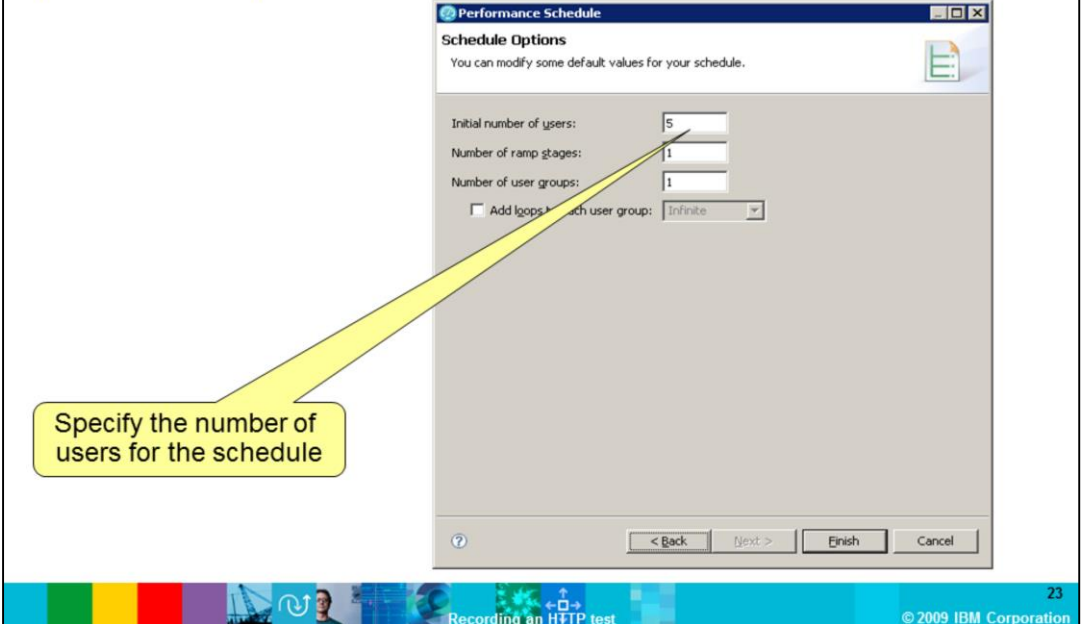 Performance Schedule
Schedule Options
You can modify some default values for your schedule.
Initial number of users: 5
Number of ramp stages: 1
Number of user groups: 1
Add loops to each user group: Infinite
Specify the number of
users for the schedule
< Back Next > Finish Cancel
23
Recording an HTTP test
© 2009 IBM Corporation